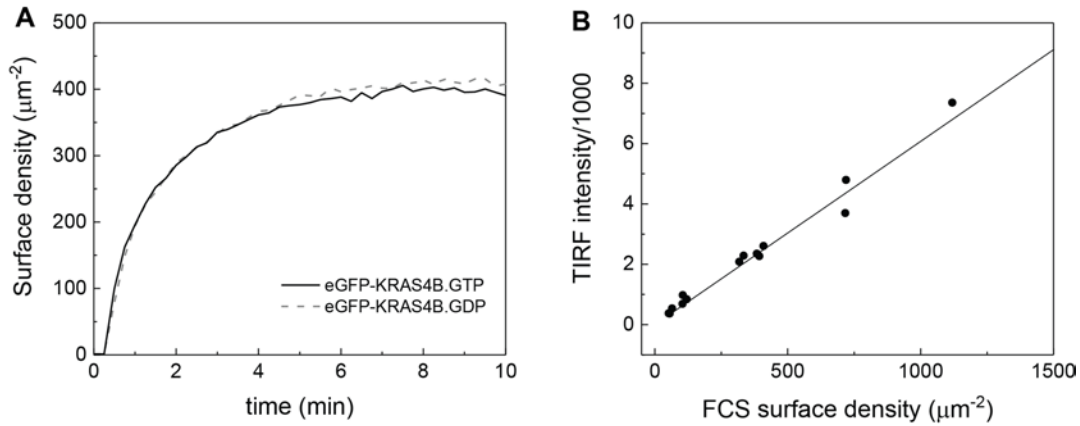 A
Surface density (μm-2)
500
400
300
200
100
0
0
2
4
6
8
10
time (min)
eGFP-KRAS4B.GTP
eGFP-KRAS4B.GDP
B
TIRF intensity/1000
10
8
6
4
2
0
0
500
1000
1500
FCS surface density (μm-2)